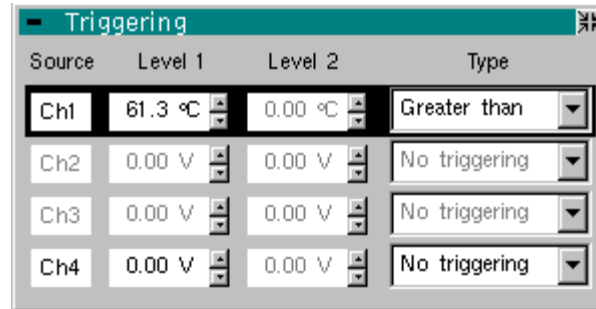 Triggering
Source Level 1 Level 2 Type
Ch1 61.3 °C 0.00 °C Greater than
Ch2 0.00 V 0.00 V No triggering
Ch3 0.00 V 0.00 V No triggering
Ch4 0.00 V 0.00 V No triggering